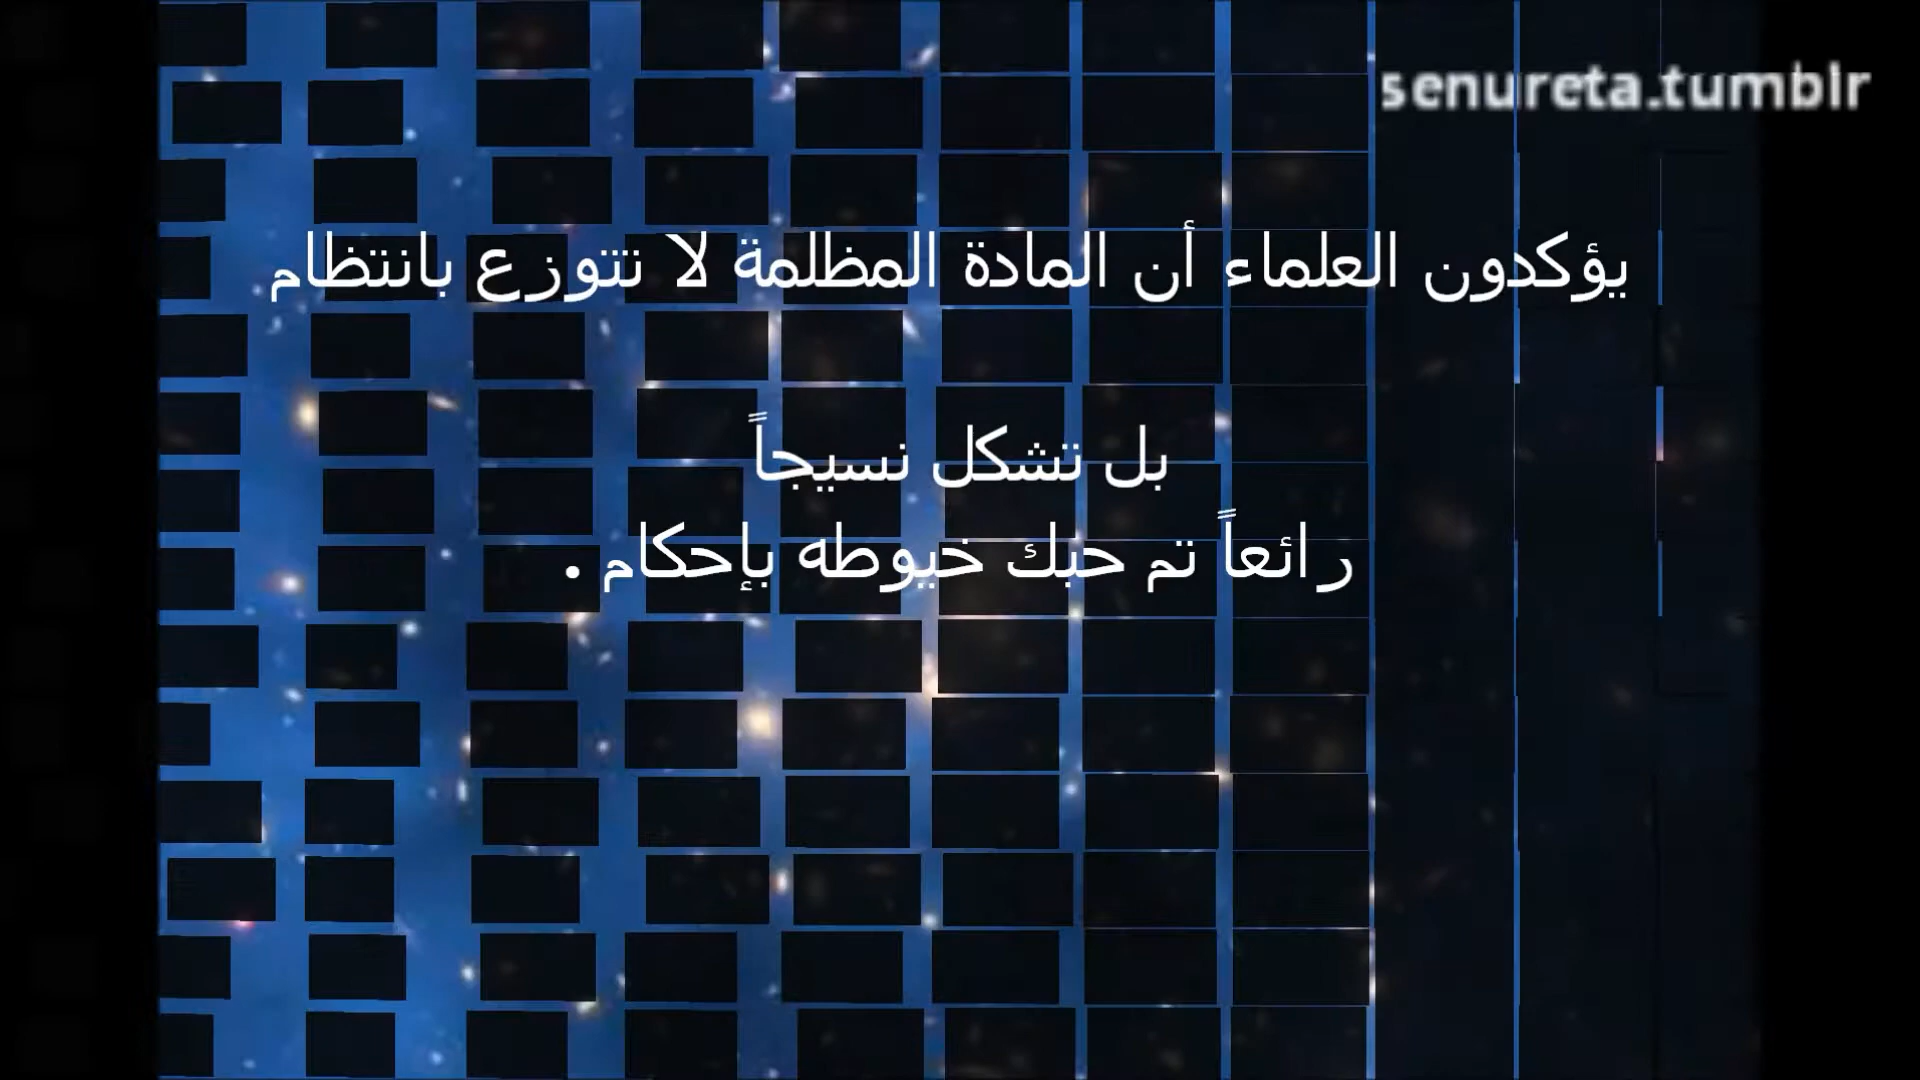 senureta.tumblr
يؤكدون العلماء أن المادة المظلمة لا تتوزع بانتظام.
بل تشكل نسيجاً
رائعاً تم حبك خيوطه بإحكام .